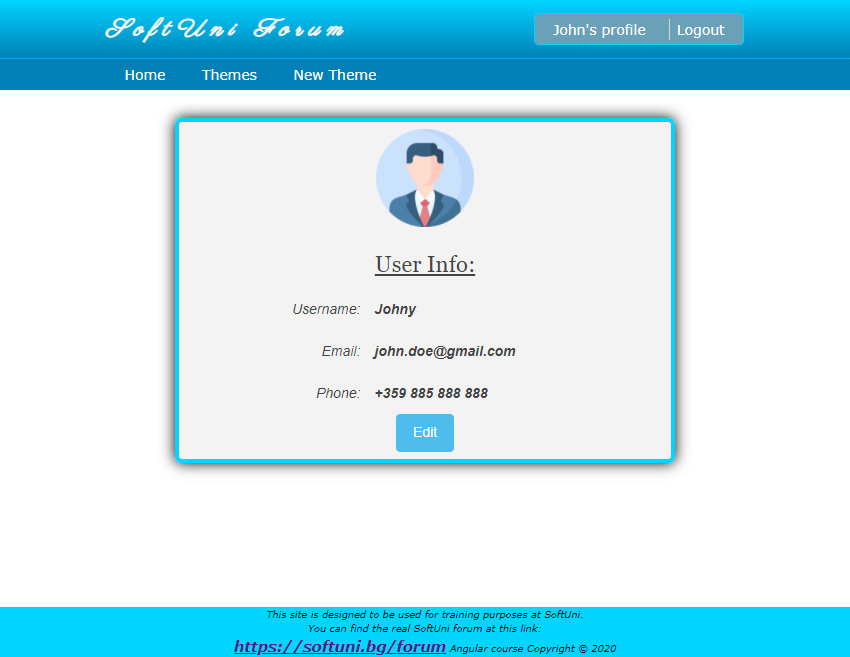 SoftUni Forum
John's profile Logout
Home Themes New Theme
User Info:
Username: Johny
Email: john.doe@gmail.com
Phone: +359 885 888 888
Edit
This site is designed to be used for training purposes at SoftUni.
You can find the real SoftUni forum at this link:
https://softuni.bg/forum Angular course Copyright © 2020